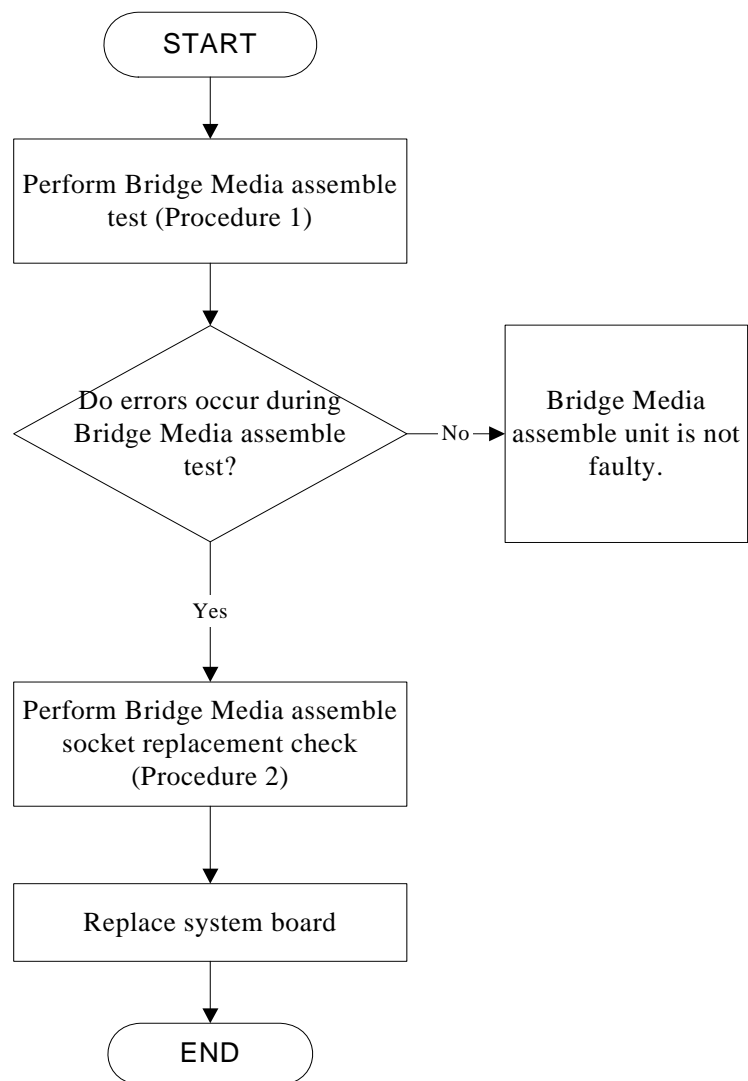 START
Perform Bridge Media assemble
test (Procedure 1)
Do errors occur during
Bridge Media assemble
test?
No
Bridge Media
assemble unit is not
faulty.
Yes
Perform Bridge Media assemble
socket replacement check
(Procedure 2)
Replace system board
END